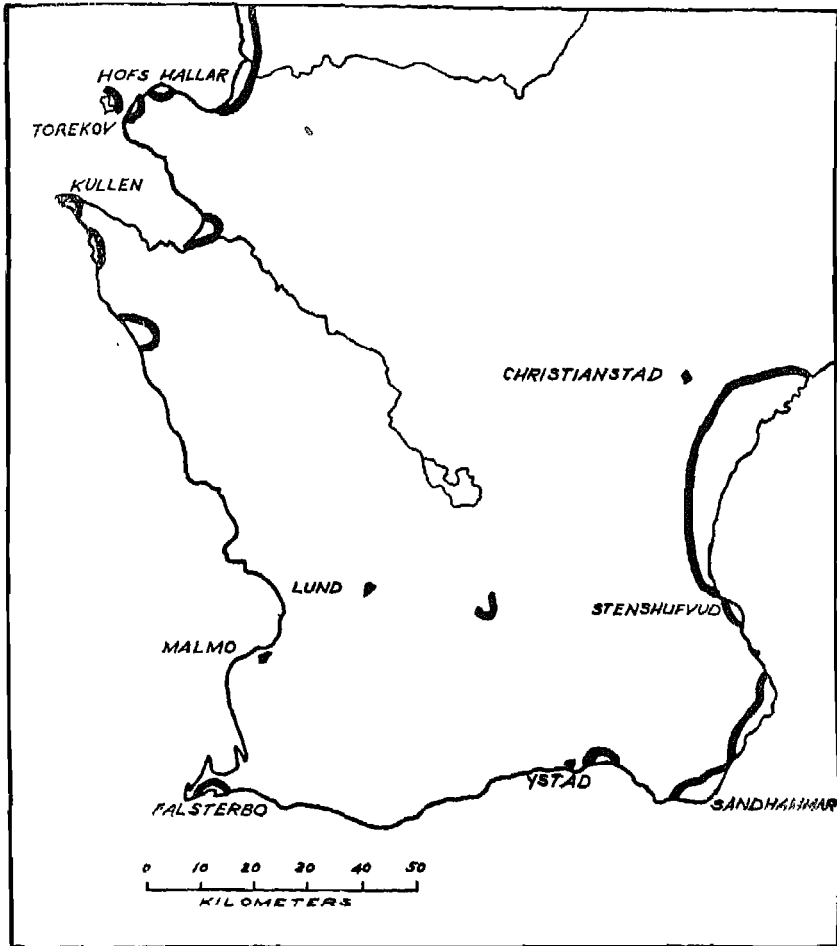 HOFS HALLAR
TOREKOV
KULLEN
CHRISTIANSTAD
LUND
STENSHUFVUD
MALMO
YSTAD
FALSTERBO
SANDHAMMAR
0 10 20 30 40 50
KILOMETERS